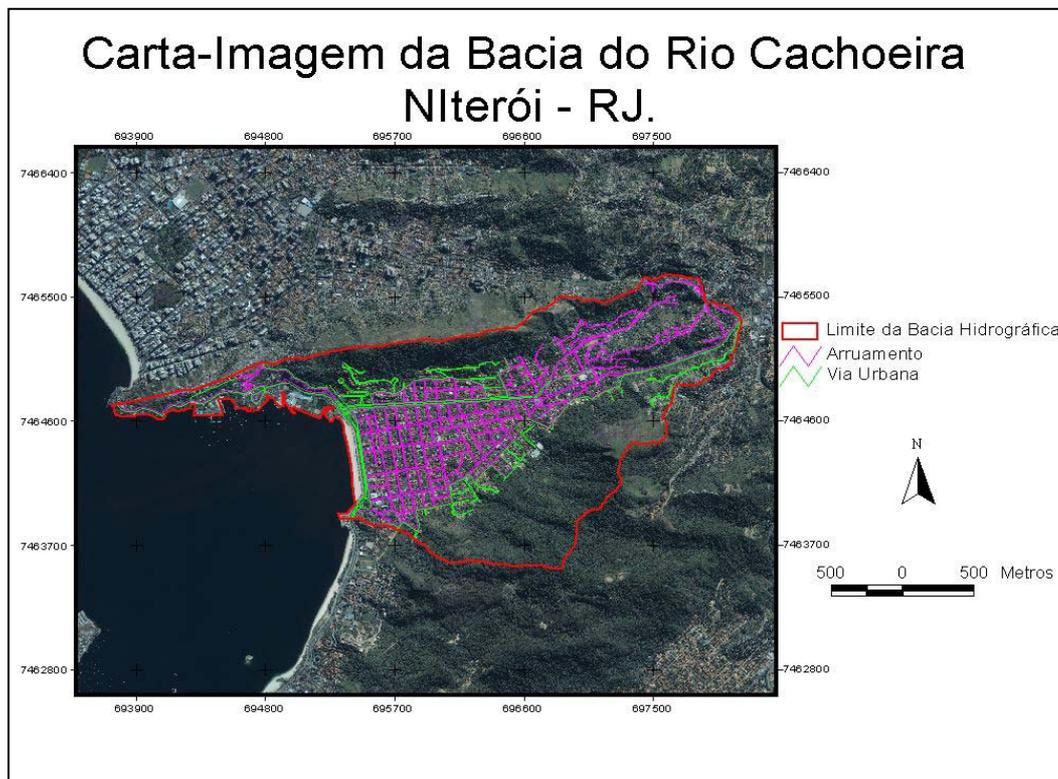 Carta-Imagem da Bacia do Rio Cachoeira
NIterói - RJ.
693900 694800 695700 696600 697500
7466400 7466400
7465500 7465500
Limite da Bacia Hidrográfica
Arruamento
Via Urbana
7464600 7464600
N
7463700 7463700
500 0 500 Metros
7462800 7462800
693900 694800 695700 696600 697500